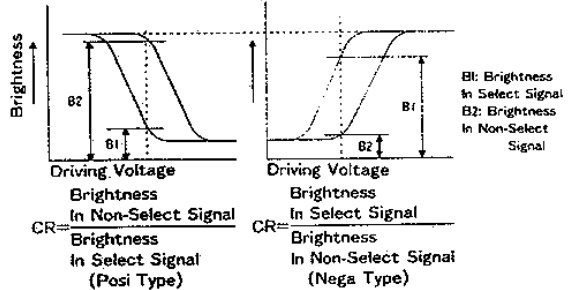 Brightness
B2
B1
Driving Voltage
B1
B2
Driving Voltage
B1: Brightness
In Select Signal
B2: Brightness
In Non-Select
Signal
CR=
Brightness
In Non-Select Signal
Brightness
In Select Signal
(Posi Type)
CR=
Brightness
In Select Signal
Brightness
In Non-Select Signal
(Nega Type)